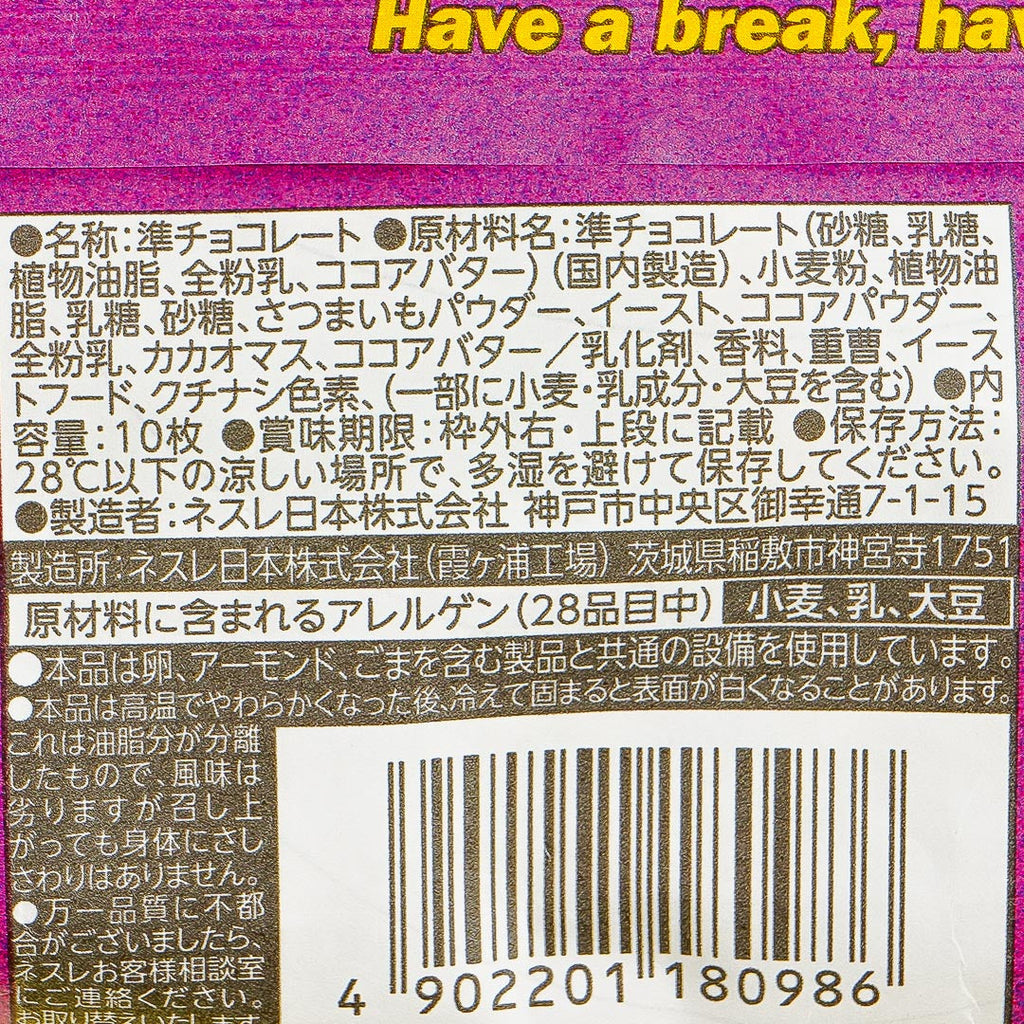 Have a break, hav
●名称:準チョコレート ●原材料名:準チョコレート(砂糖、乳糖、
植物油脂、全粉乳、ココアバター)(国内製造)、小麦粉、植物油
脂、乳糖、砂糖、さつまいもパウダー、イースト、ココアパウダー、
全粉乳、カカオマス、ココアバター/乳化剤、香料、重曹、イース
トフード、クチナシ色素、(一部に小麦・乳成分・大豆を含む) ●内
容量:10枚 ●賞味期限:枠外右・上段に記載 ●保存方法:
28℃以下の涼しい場所で、多湿を避けて保存してください。
●製造者:ネスレ日本株式会社 神戸市中央区御幸通7-1-15
製造所:ネスレ日本株式会社(霞ヶ浦工場) 茨城県稲敷市神宮寺1751
原材料に含まれるアレルゲン(28品目中) 小麦、乳、大豆
●本品は卵、アーモンド、ごまを含む製品と共通の設備を使用しています。
●本品は高温でやわらかくなった後、冷えて固まると表面が白くなることがあります。
これは油脂分が分離
したもので、風味は
劣りますが召し上
がっても身体にさし
さわりはありません。
●万一品質に不都
合がございましたら、
ネスレお客様相談室
にご連絡ください。
お取り替えいたします
4 902201 180986